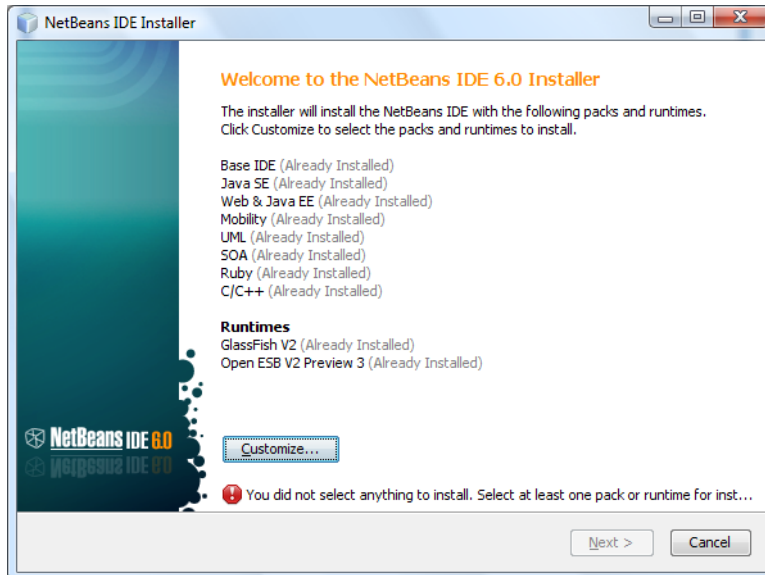 NetBeans IDE Installer
Welcome to the NetBeans IDE 6.0 Installer
The installer will install the NetBeans IDE with the following packs and runtimes.
Click Customize to select the packs and runtimes to install.
Base IDE (Already Installed)
Java SE (Already Installed)
Web & Java EE (Already Installed)
Mobility (Already Installed)
UML (Already Installed)
SOA (Already Installed)
Ruby (Already Installed)
C/C++ (Already Installed)
Runtimes
GlassFish V2 (Already Installed)
Open ESB V2 Preview 3 (Already Installed)
NetBeans IDE 6.0
Customize...
You did not select anything to install. Select at least one pack or runtime for inst...
Next >
Cancel